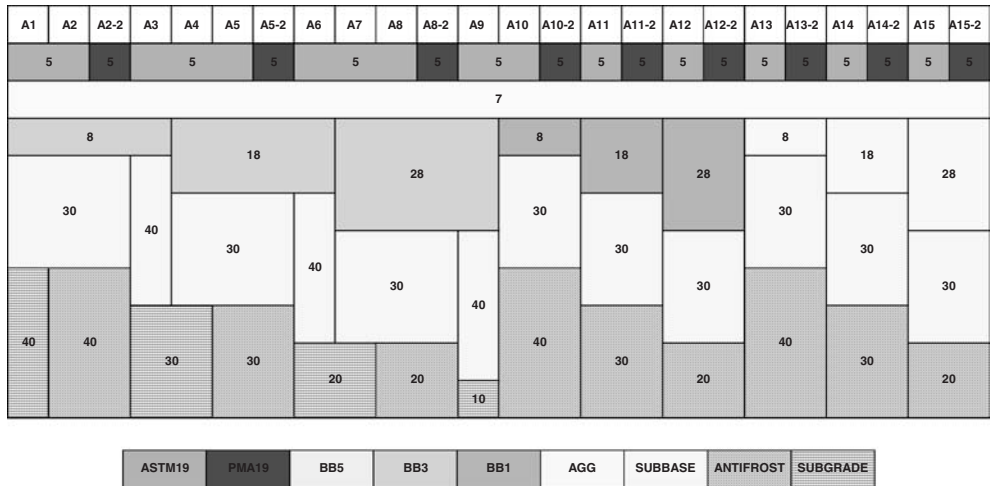 A1 A2 A2-2 A3 A4 A5 A5-2 A6 A7 A8 A8-2 A9 A10 A10-2 A11 A11-2 A12 A12-2 A13 A13-2 A14 A14-2 A15 A15-2
5 5 5 5 5 5 5 5 5 5 5 5 5 5 5 5 5 5
7
8 18 28 8 18 28 8 18 28
30 40 30 40 30 40 30 30 30 30 30 30
40 40 30 30 20 20 10 40 30 20 40 30 20
ASTM19 PMA19 BB5 BB3 BB1 AGG SUBBASE ANTIFROST SUBGRADE